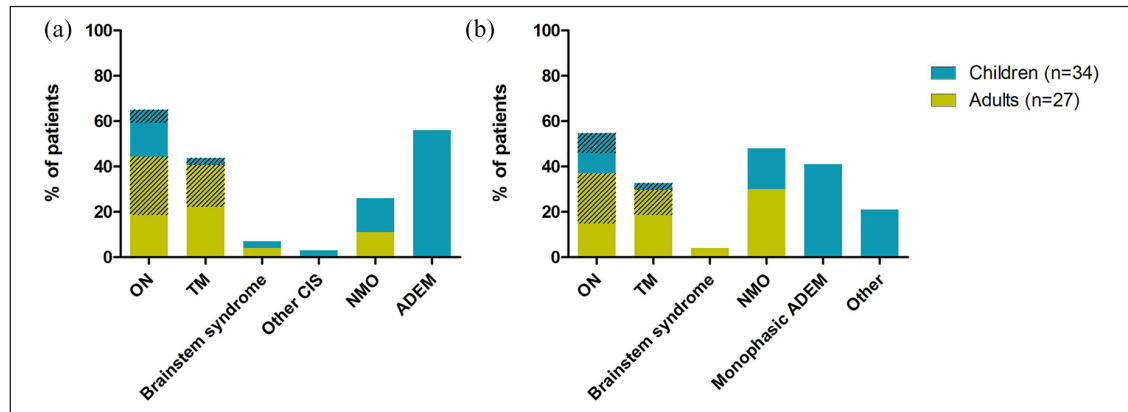 (a)
% of patients
100
80
60
40
20
0
ON
TM
Brainstem syndrome
Other CIS
NMO
ADEM
(b)
% of patients
100
80
60
40
20
0
ON
TM
Brainstem syndrome
NMO
Monophasic ADEM
Other
Children (n=34)
Adults (n=27)